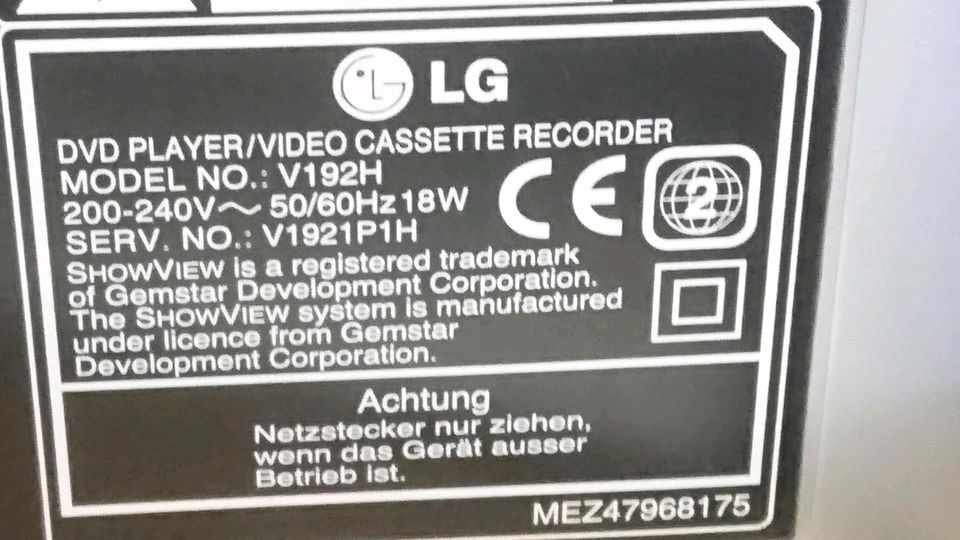 LG LG
DVD PLAYER/VIDEO CASSETTE RECORDER
MODEL NO.: V192H
200-240V~ 50/60Hz 18W
SERV. NO.: V1921P1H
CE 2
SHOWVIEW is a registered trademark
of Gemstar Development Corporation.
The SHOWVIEW system is manufactured
under licence from Gemstar
Development Corporation.
Achtung
Netzstecker nur ziehen,
wenn das Gerät ausser
Betrieb ist.
MEZ47968175